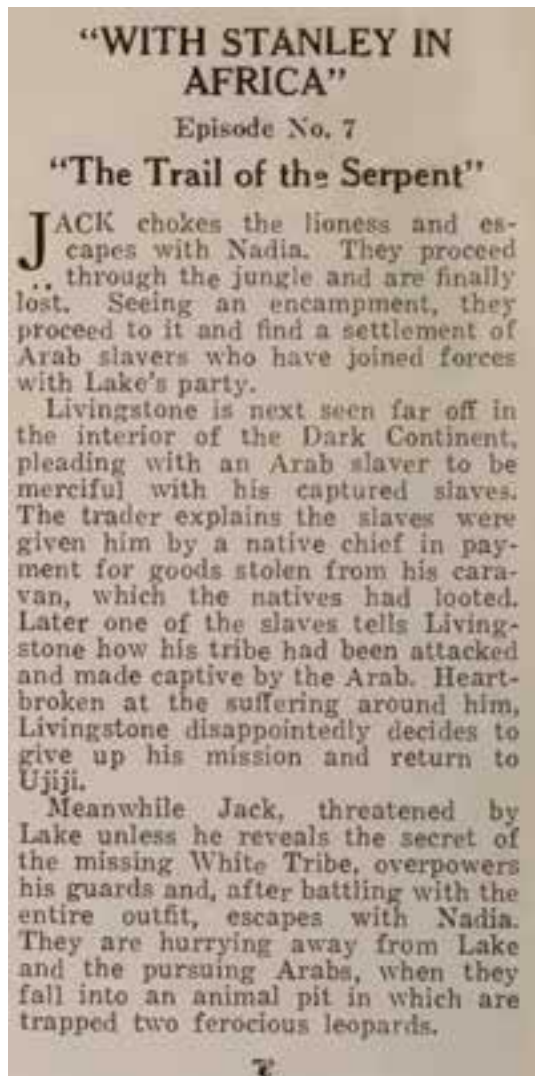 “WITH STANLEY IN
AFRICA”
Episode No. 7
“The Trail of the Serpent”
JACK chokes the lioness and es-
capes with Nadia. They proceed
.. through the jungle and are finally
lost. Seeing an encampment, they
proceed to it and find a settlement of
Arab slavers who have joined forces
with Lake’s party.
Livingstone is next seen far off in
the interior of the Dark Continent,
pleading with an Arab slaver to be
merciful with his captured slaves.
The trader explains the slaves were
given him by a native chief in pay-
ment for goods stolen from his cara-
van, which the natives had looted.
Later one of the slaves tells Living-
stone how his tribe had been attacked
and made captive by the Arab. Heart-
broken at the suffering around him,
Livingstone disappointedly decides to
give up his mission and return to
Ujiji.
Meanwhile Jack, threatened by
Lake unless he reveals the secret of
the missing White Tribe, overpowers
his guards and, after battling with the
entire outfit, escapes with Nadia.
They are hurrying away from Lake
and the pursuing Arabs, when they
fall into an animal pit in which are
trapped two ferocious leopards.